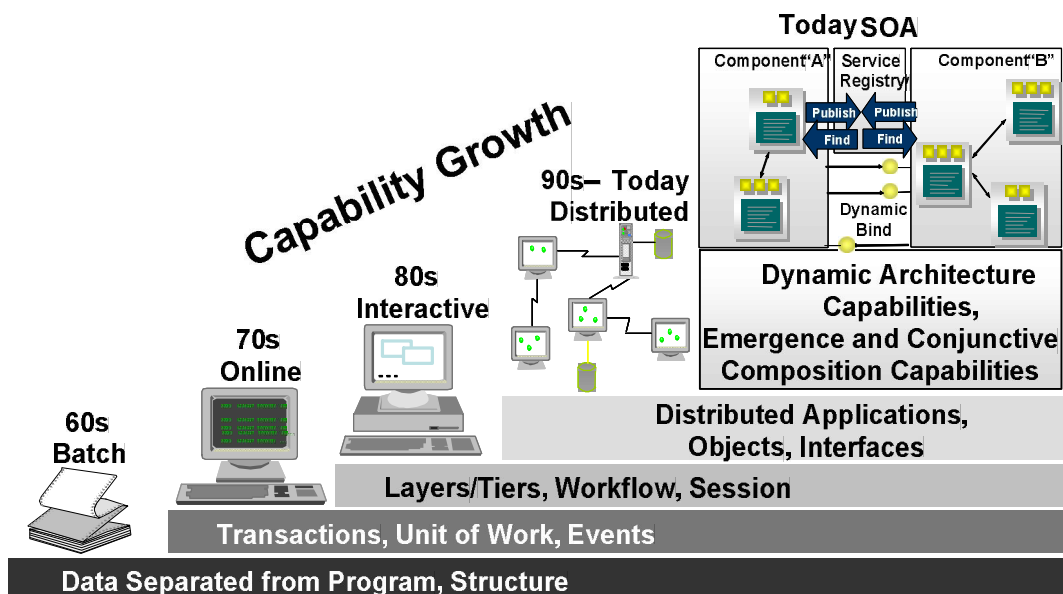 Today SOA
Component "A"
Service
Registry
Component "B"
Publish
Publish
Find
Find
Dynamic
Bind
Capability Growth
90s– Today
Distributed
80s
Interactive
70s
Online
60s
Batch
Dynamic Architecture
Capabilities,
Emergence and Conjunctive
Composition Capabilities
Distributed Applications,
Objects, Interfaces
Layers/Tiers, Workflow, Session
Transactions, Unit of Work, Events
Data Separated from Program, Structure